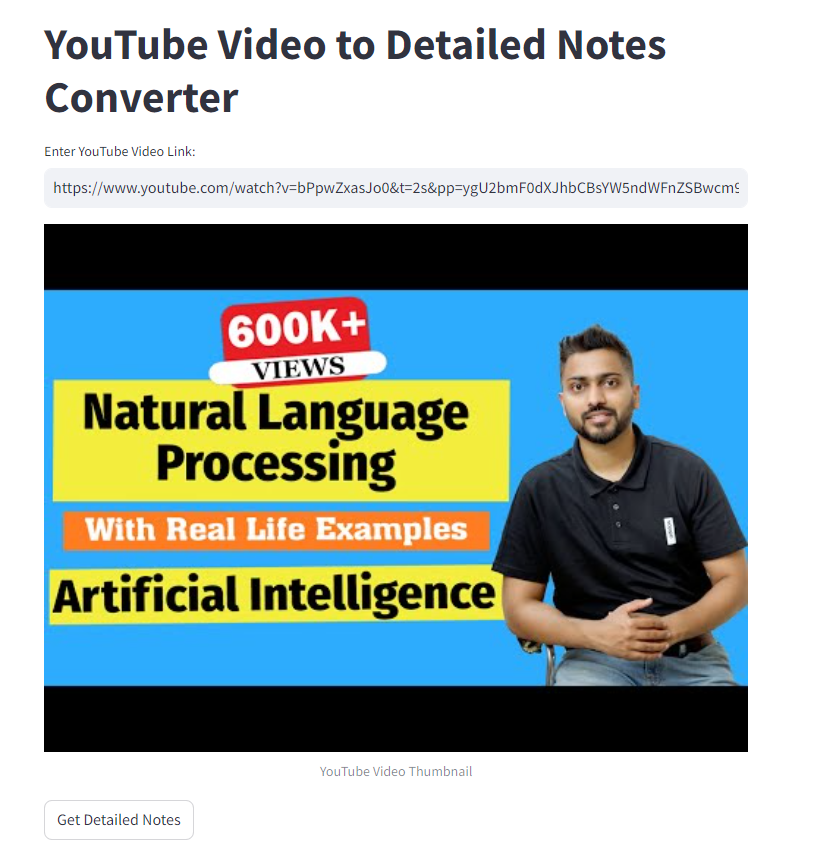 YouTube Video to Detailed Notes
Converter
Enter YouTube Video Link:
https://www.youtube.com/watch?v=bPpwZxasJo0&t=2s&pp=ygU2bmF0dXJhbCBsYW5ndWFnZSBwcm9
600K+
VIEWS
Natural Language
Processing
With Real Life Examples
Artificial Intelligence
YouTube Video Thumbnail
Get Detailed Notes